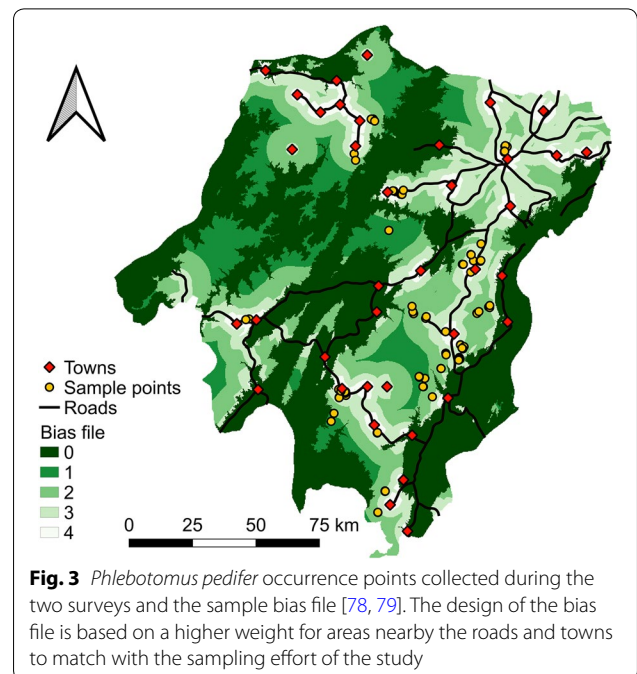 Towns
Sample points
Roads
Bias file
0
1
2
3
4
0 25 50 75 km
Fig. 3 Phlebotomus pedifer occurrence points collected during the
two surveys and the sample bias file [78, 79]. The design of the bias
file is based on a higher weight for areas nearby the roads and towns
to match with the sampling effort of the study